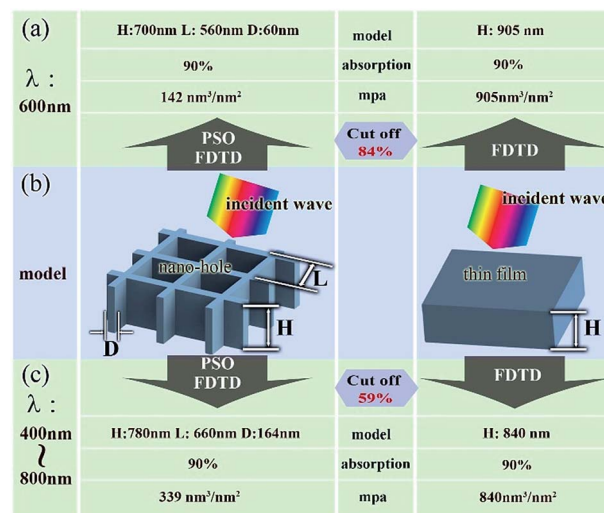 (a)
λ :
600nm
H:700nm L: 560nm D:60nm
model
H: 905 nm
90%
absorption
90%
142 nm³/nm²
mpa
905nm³/nm²
PSO
FDTD
Cut off
84%
FDTD
(b)
model
incident wave
nano-hole
L
H
D
incident wave
thin film
H
(c)
λ :
400nm
~
800nm
PSO
FDTD
Cut off
59%
FDTD
H:780nm L: 660nm D:164nm
model
H: 840 nm
90%
absorption
90%
339 nm³/nm²
mpa
840nm³/nm²